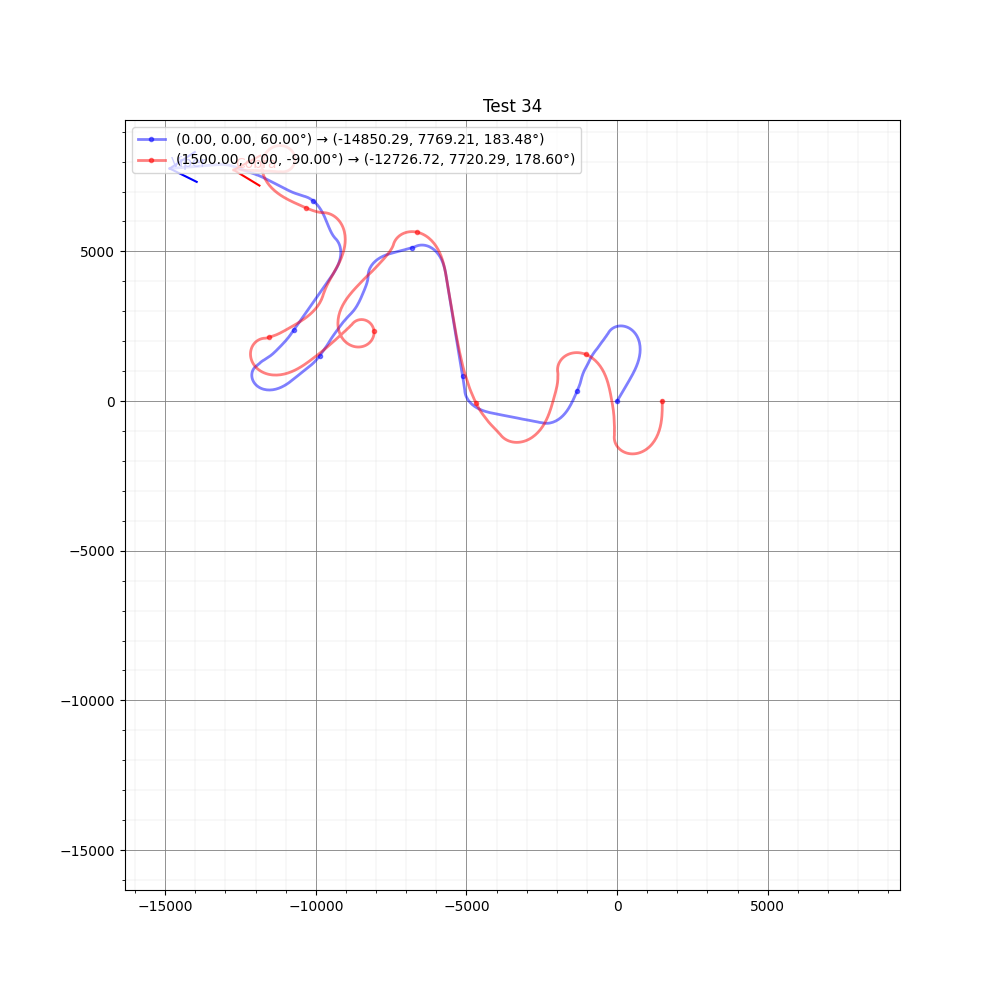 Test 34
(0.00, 0.00, 60.00°) → (-14850.29, 7769.21, 183.48°)
(1500.00, 0.00, -90.00°) → (-12726.72, 7720.29, 178.60°)
5000
0
−5000
−10000
−15000
−15000 −10000 −5000 0 5000